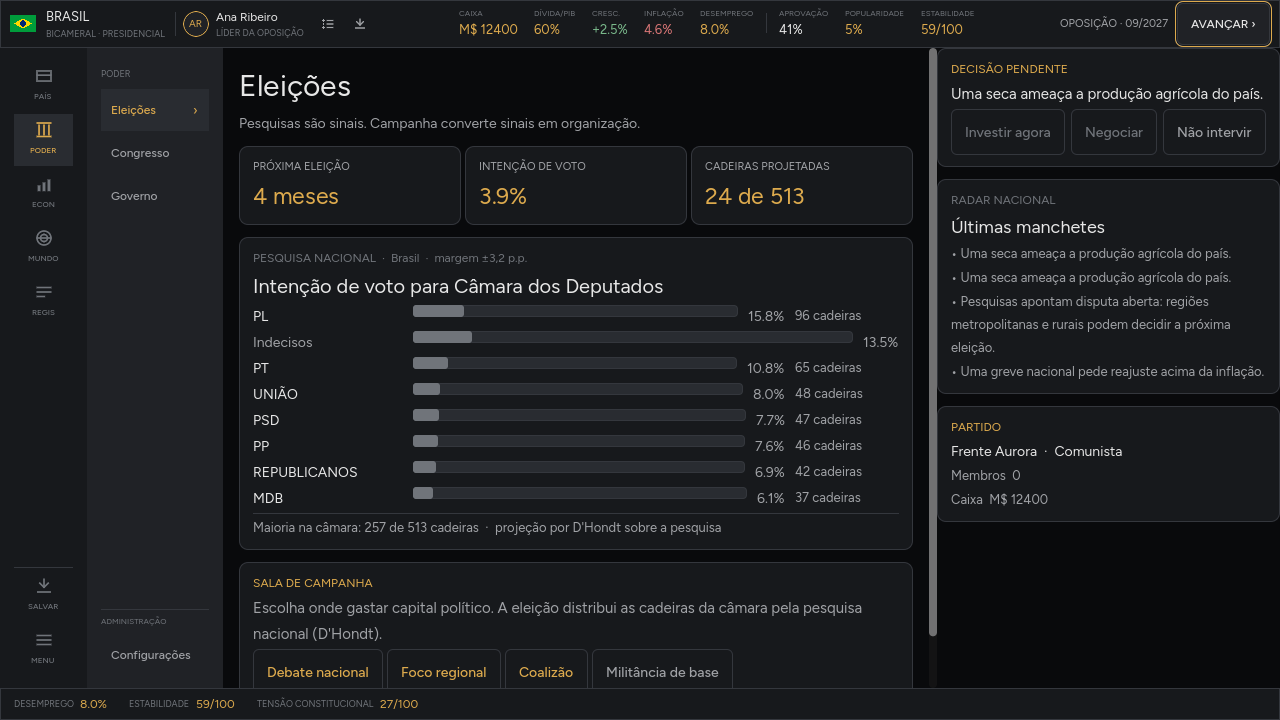 BRASIL
BICAMERAL · PRESIDENCIAL
AR
Ana Ribeiro
LÍDER DA OPOSIÇÃO
CAIXA
M$ 12400
DÍVIDA/PIB
60%
CRESC.
+2.5%
INFLAÇÃO
4.6%
DESEMPREGO
8.0%
APROVAÇÃO
41%
POPULARIDADE
5%
ESTABILIDADE
59/100
OPOSIÇÃO · 09/2027
AVANÇAR ›
PAÍS
PODER
ECON
MUNDO
REGIS
SALVAR
MENU
PODER
Eleições ›
Congresso
Governo
ADMINISTRAÇÃO
Configurações
Eleições
Pesquisas são sinais. Campanha converte sinais em organização.
PRÓXIMA ELEIÇÃO
4 meses
INTENÇÃO DE VOTO
3.9%
CADEIRAS PROJETADAS
24 de 513
PESQUISA NACIONAL · Brasil · margem ±3,2 p.p.
Intenção de voto para Câmara dos Deputados
PL 15.8% 96 cadeiras
Indecisos 13.5%
PT 10.8% 65 cadeiras
UNIÃO 8.0% 48 cadeiras
PSD 7.7% 47 cadeiras
PP 7.6% 46 cadeiras
REPUBLICANOS 6.9% 42 cadeiras
MDB 6.1% 37 cadeiras
Maioria na câmara: 257 de 513 cadeiras · projeção por D'Hondt sobre a pesquisa
SALA DE CAMPANHA
Escolha onde gastar capital político. A eleição distribui as cadeiras da câmara pela pesquisa
nacional (D'Hondt).
Debate nacional
Foco regional
Coalizão
Militância de base
DECISÃO PENDENTE
Uma seca ameaça a produção agrícola do país.
Investir agora
Negociar
Não intervir
RADAR NACIONAL
Últimas manchetes
• Uma seca ameaça a produção agrícola do país.
• Uma seca ameaça a produção agrícola do país.
• Pesquisas apontam disputa aberta: regiões
metropolitanas e rurais podem decidir a próxima
eleição.
• Uma greve nacional pede reajuste acima da inflação.
PARTIDO
Frente Aurora · Comunista
Membros 0
Caixa M$ 12400
DESEMPREGO 8.0%
ESTABILIDADE 59/100
TENSÃO CONSTITUCIONAL 27/100